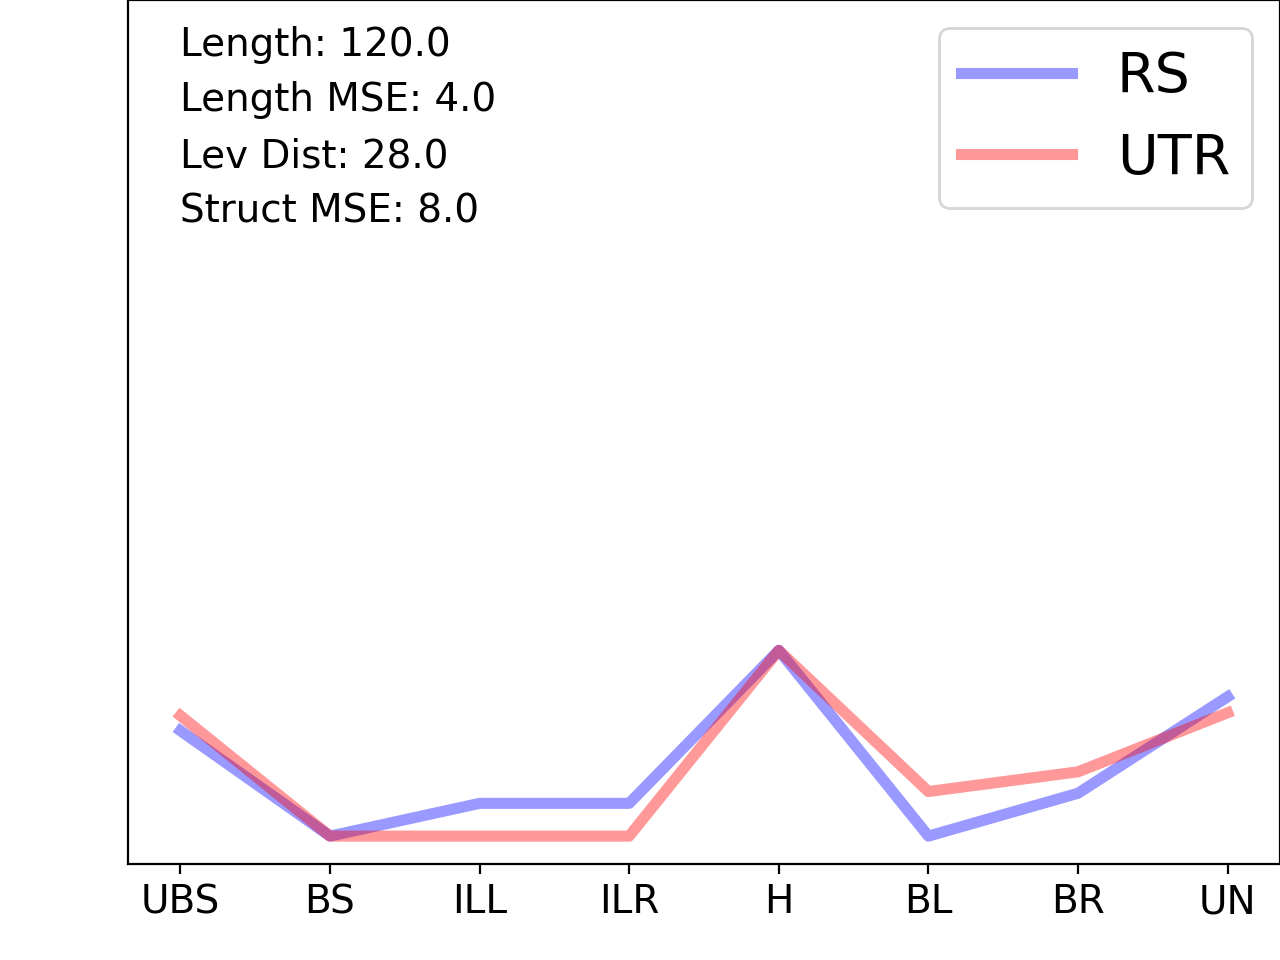 Length: 120.0
Length MSE: 4.0
Lev Dist: 28.0
Struct MSE: 8.0
RS
UTR
UBS BS ILL ILR H BL BR UN